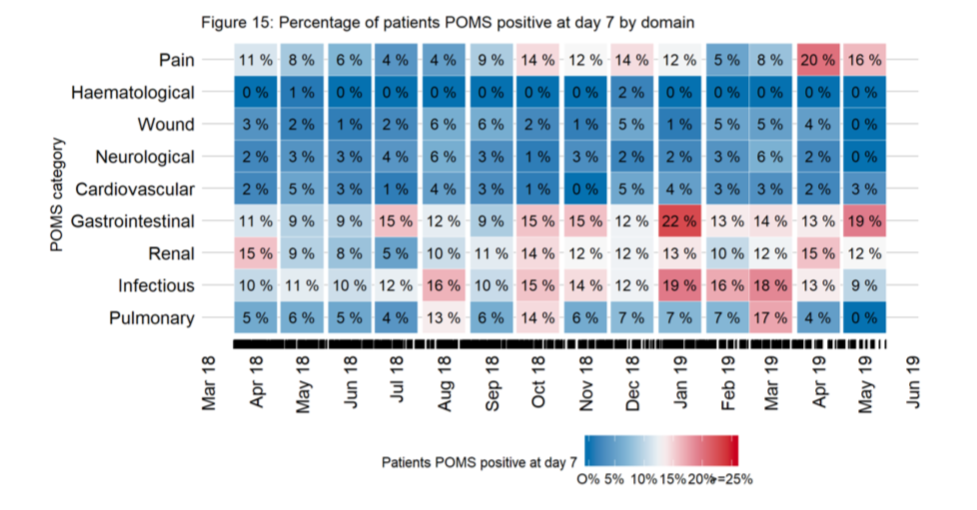 Figure 15: Percentage of patients POMS positive at day 7 by domain
POMS category
Pain 11 % 8 % 6 % 4 % 4 % 9 % 14 % 12 % 14 % 12 % 5 % 8 % 20 % 16 %
Haematological 0 % 1 % 0 % 0 % 0 % 0 % 0 % 0 % 2 % 0 % 0 % 0 % 0 % 0 %
Wound 3 % 2 % 1 % 2 % 6 % 6 % 2 % 1 % 5 % 1 % 5 % 5 % 4 % 0 %
Neurological 2 % 3 % 3 % 4 % 6 % 3 % 1 % 3 % 2 % 2 % 3 % 6 % 2 % 0 %
Cardiovascular 2 % 5 % 3 % 1 % 4 % 3 % 1 % 0 % 5 % 4 % 3 % 3 % 2 % 3 %
Gastrointestinal 11 % 9 % 9 % 15 % 12 % 9 % 15 % 15 % 12 % 22 % 13 % 14 % 13 % 19 %
Renal 15 % 9 % 8 % 5 % 10 % 11 % 14 % 12 % 12 % 13 % 10 % 12 % 15 % 12 %
Infectious 10 % 11 % 10 % 12 % 16 % 10 % 15 % 14 % 12 % 19 % 16 % 18 % 13 % 9 %
Pulmonary 5 % 6 % 5 % 4 % 13 % 6 % 14 % 6 % 7 % 7 % 7 % 17 % 4 % 0 %
Mar 18 Apr 18 May 18 Jun 18 Jul 18 Aug 18 Sep 18 Oct 18 Nov 18 Dec 18 Jan 19 Feb 19 Mar 19 Apr 19 May 19 Jun 19
Patients POMS positive at day 7
0% 5% 10% 15% 20% >=25%